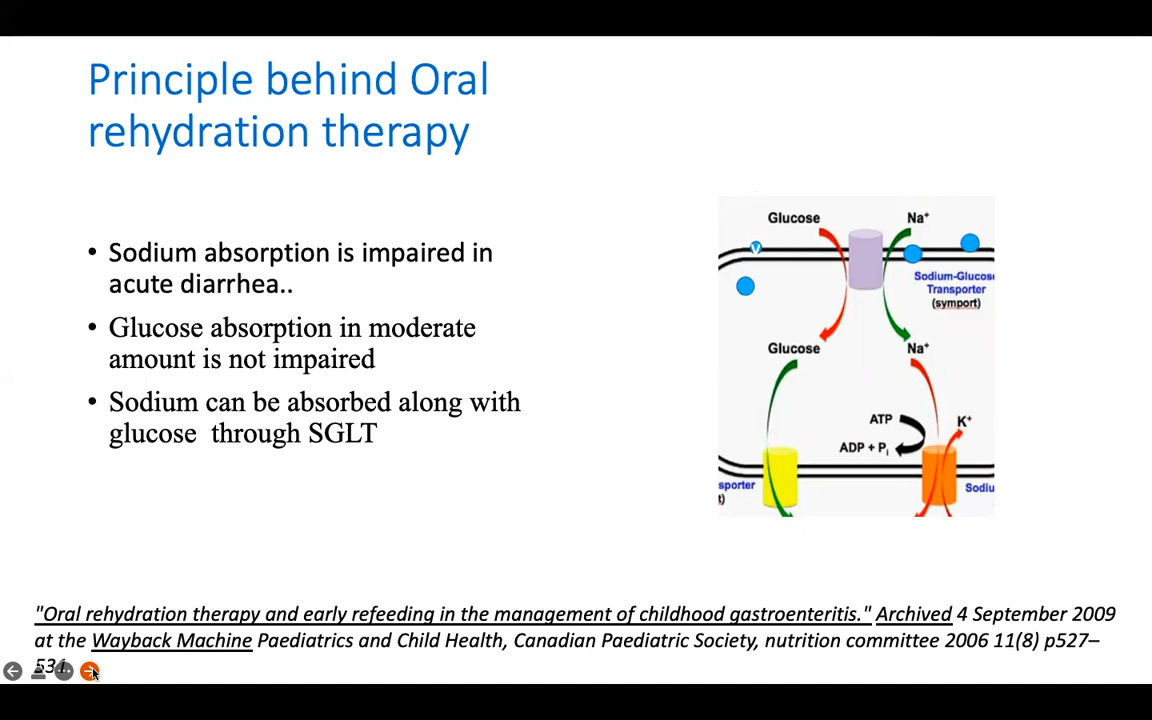 Principle behind Oral
rehydration therapy
• Sodium absorption is impaired in
acute diarrhea..
• Glucose absorption in moderate
amount is not impaired
• Sodium can be absorbed along with
glucose through SGLT
Glucose Na⁺
V
Sodium-Glucos
Transporter
(symport)
Glucose Na⁺
ATP K⁺
ADP + Pi
sporter Sodiu
t)
"Oral rehydration therapy and early refeeding in the management of childhood gastroenteritis." Archived 4 September 2009
at the Wayback Machine Paediatrics and Child Health, Canadian Paediatric Society, nutrition committee 2006 11(8) p527–
531.